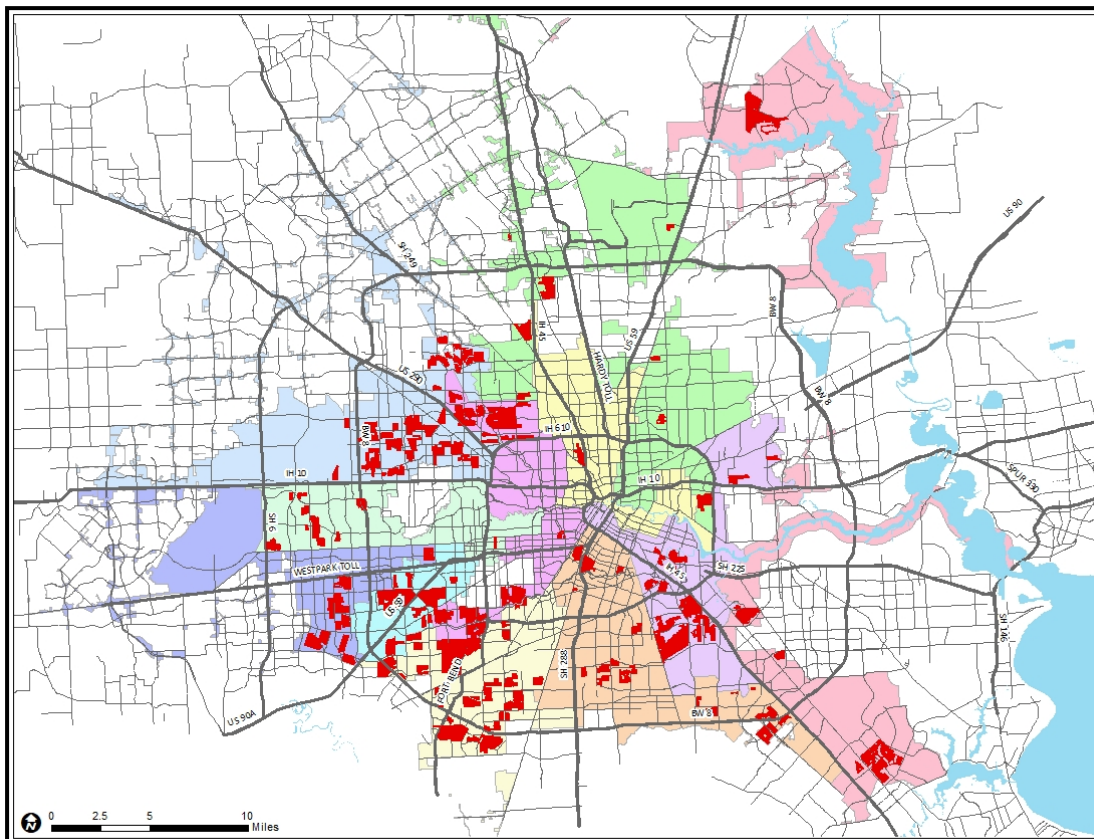 US 90
SH 249
BW 8
IH 45
HARDY TOLL
US 59
US 290
BW 8
BW 8
IH 610
SPUR 330
IH 10
IH 10
SH 6
WESTPARK TOLL
IH 45
SH 225
US 59
SH 146
SH 288
FORT BEND
US 90A
BW 8
N
0 2.5 5 10
Miles